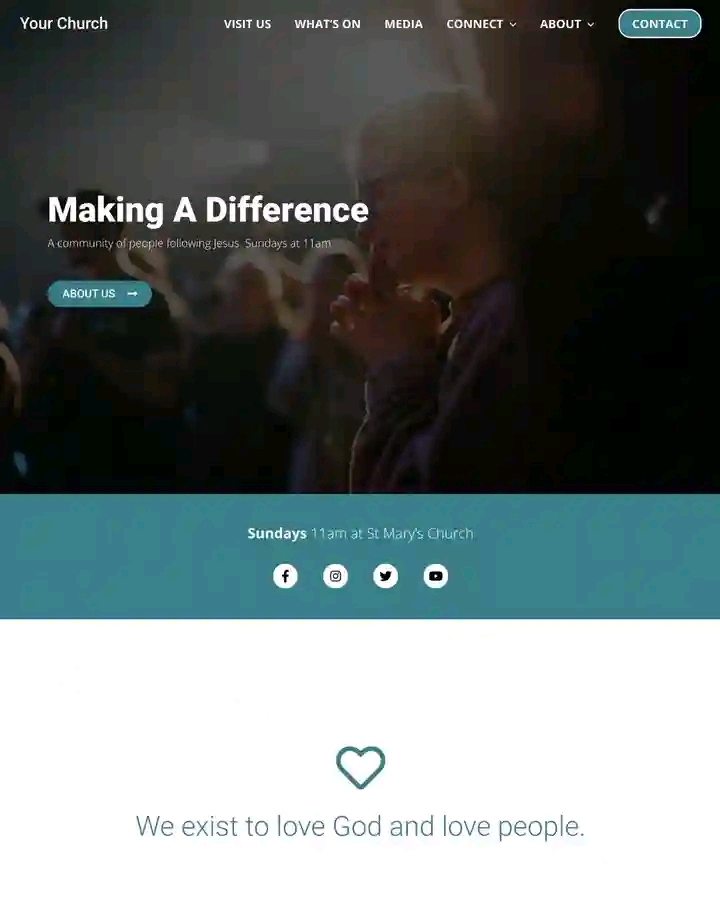 Your Church
VISIT US WHAT'S ON MEDIA CONNECT ABOUT CONTACT
Making A Difference
A community of people following Jesus. Sundays at 11am
ABOUT US
Sundays 11am at St Mary's Church
We exist to love God and love people.